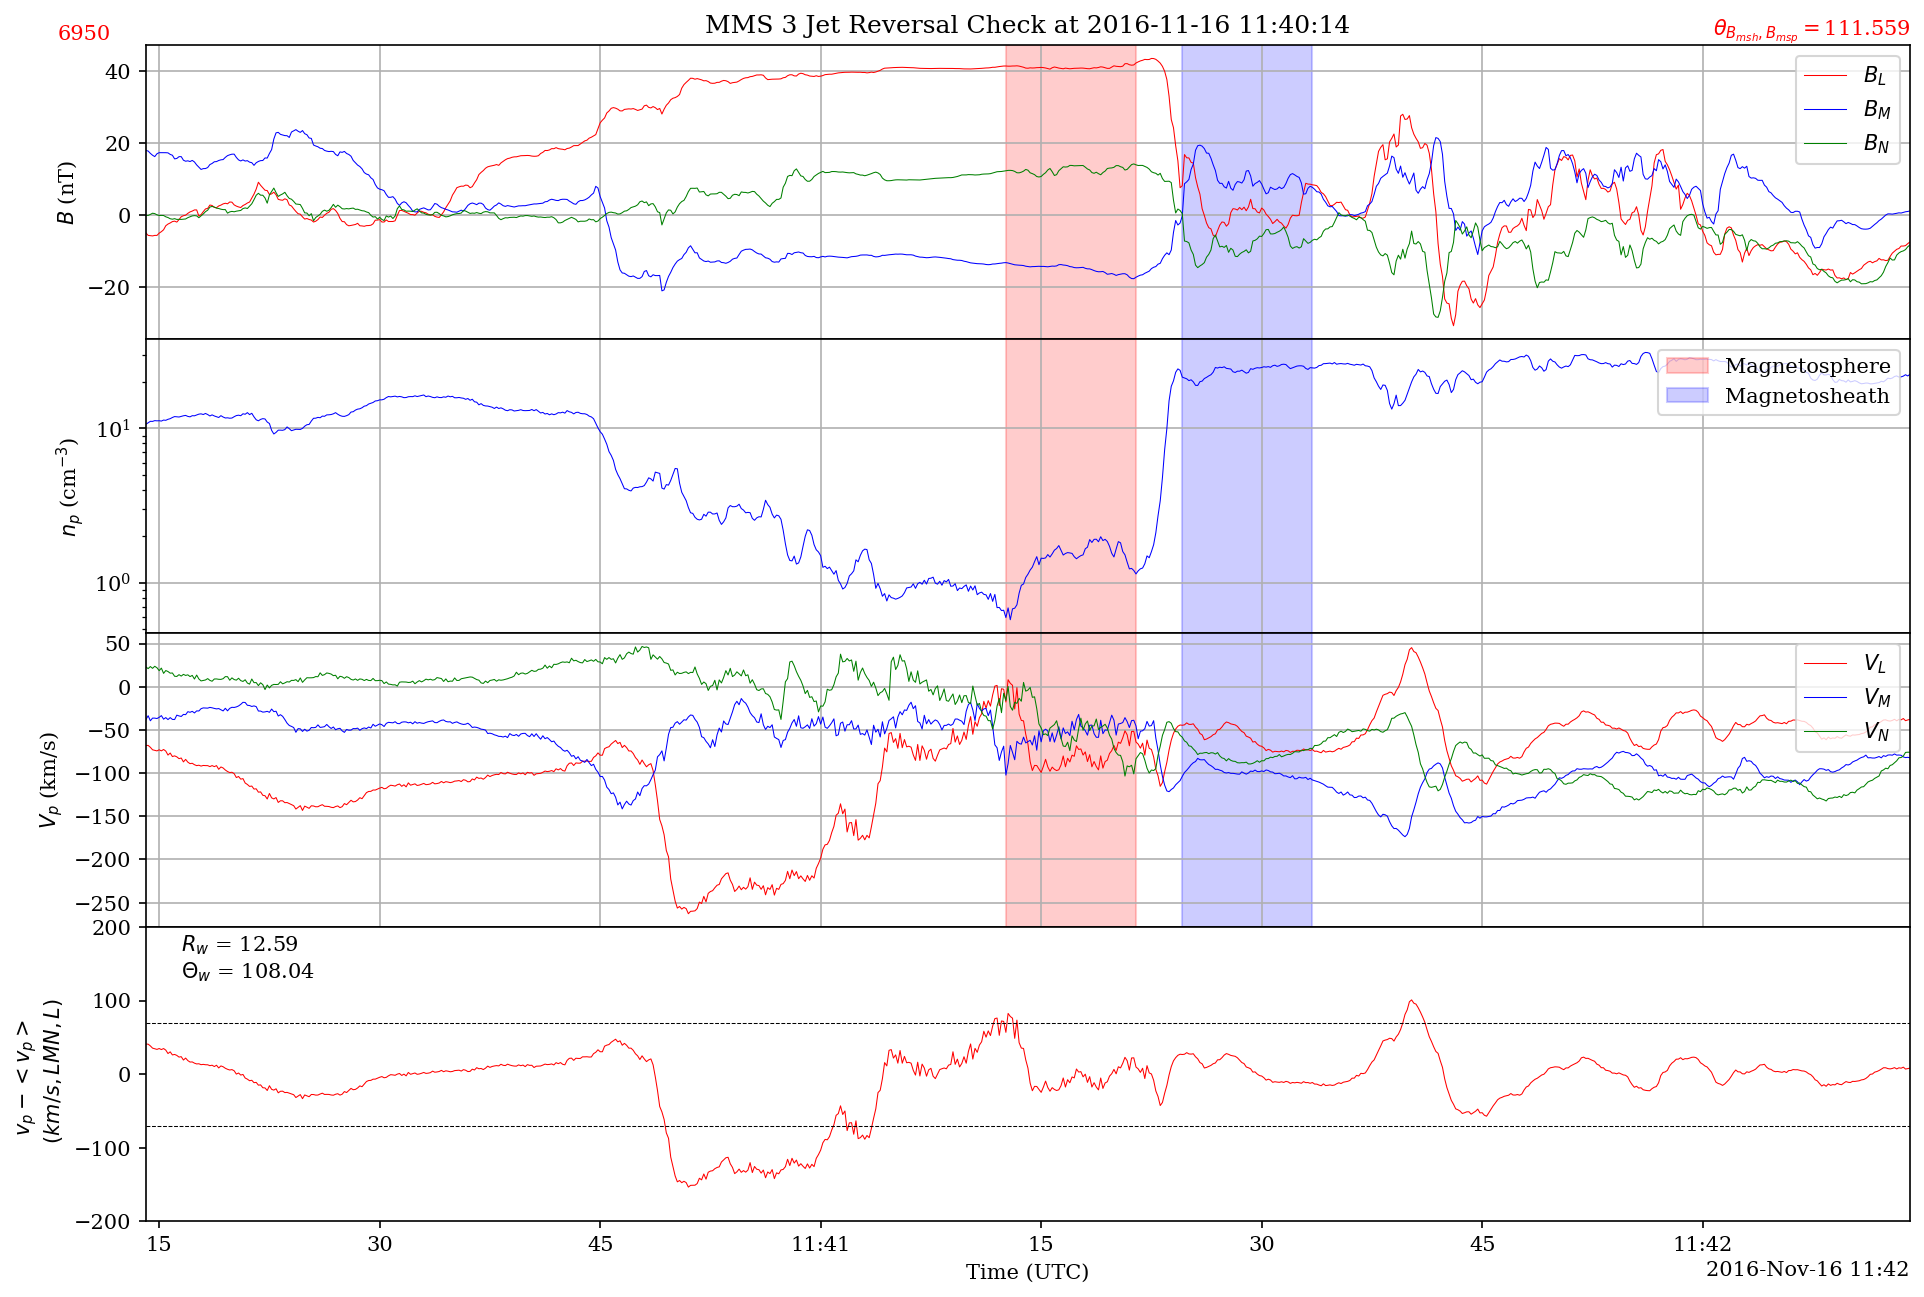 MMS 3 Jet Reversal Check at 2016-11-16 11:40:14
6950
θ_{B_{msh}, B_{msp}} = 111.559
40
20
0
−20
B (nT)
B_L
B_M
B_N
10^1
10^0
n_p (cm^{−3})
Magnetosphere
Magnetosheath
50
0
−50
−100
−150
−200
−250
V_p (km/s)
V_L
V_M
V_N
200
100
0
−100
−200
v_p − < v_p >
(km/s, LMN, L)
R_w = 12.59
Θ_w = 108.04
15
30
45
11:41
15
30
45
11:42
Time (UTC)
2016-Nov-16 11:42